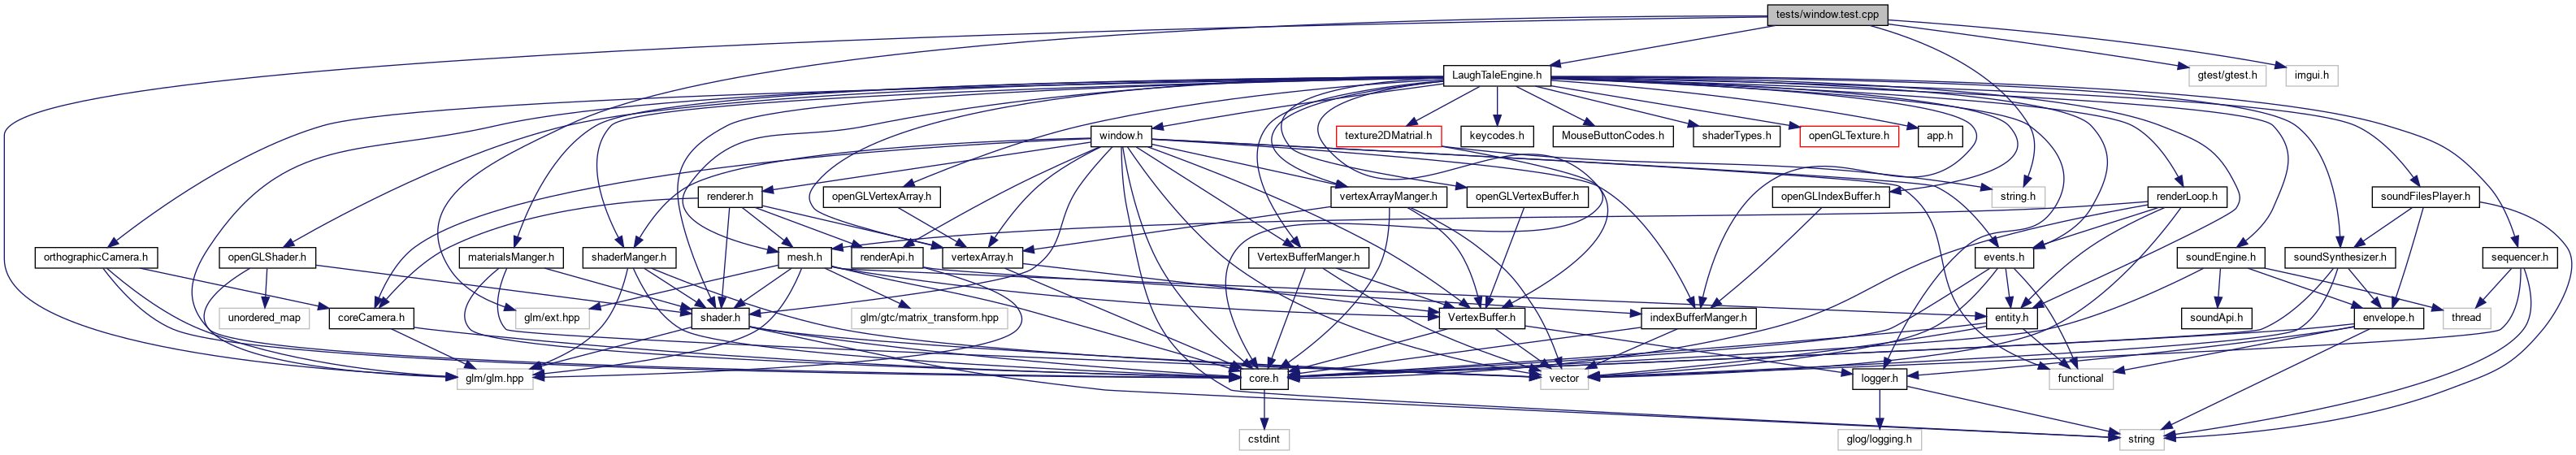 tests/window.test.cpp
LaughTaleEngine.h
gtest/gtest.h
imgui.h
window.h
texture2DMatrial.h
keycodes.h
MouseButtonCodes.h
shaderTypes.h
openGLTexture.h
app.h
renderer.h
openGLVertexArray.h
vertexArrayManger.h
openGLVertexBuffer.h
string.h
openGLIndexBuffer.h
renderLoop.h
soundFilesPlayer.h
orthographicCamera.h
openGLShader.h
materialsManger.h
shaderManger.h
mesh.h
renderApi.h
vertexArray.h
VertexBufferManger.h
events.h
soundEngine.h
soundSynthesizer.h
sequencer.h
unordered_map
coreCamera.h
glm/ext.hpp
shader.h
glm/gtc/matrix_transform.hpp
VertexBuffer.h
indexBufferManger.h
entity.h
soundApi.h
envelope.h
thread
glm/glm.hpp
core.h
vector
logger.h
functional
cstdint
glog/logging.h
string